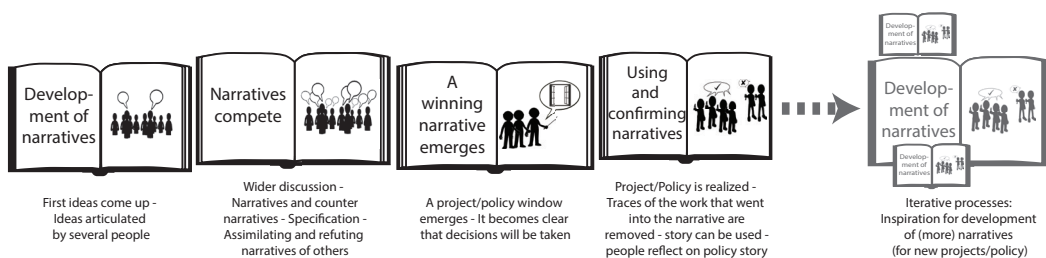 Develop-
ment of
narratives
First ideas come up -
Ideas articulated
by several people
Narratives
compete
Wider discussion -
Narratives and counter
narratives - Specification -
Assimilating and refuting
narratives of others
A
winning
narrative
emerges
A project/policy window
emerges - It becomes clear
that decisions will be taken
Using
and
confirming
narratives
Project/Policy is realized -
Traces of the work that went
into the narrative are
removed - story can be used -
people reflect on policy story
Develop-
ment of
narratives
Develop-
ment of
narratives
Develop-
ment of
narratives
Iterative processes:
Inspiration for development
of (more) narratives
(for new projects/policy)